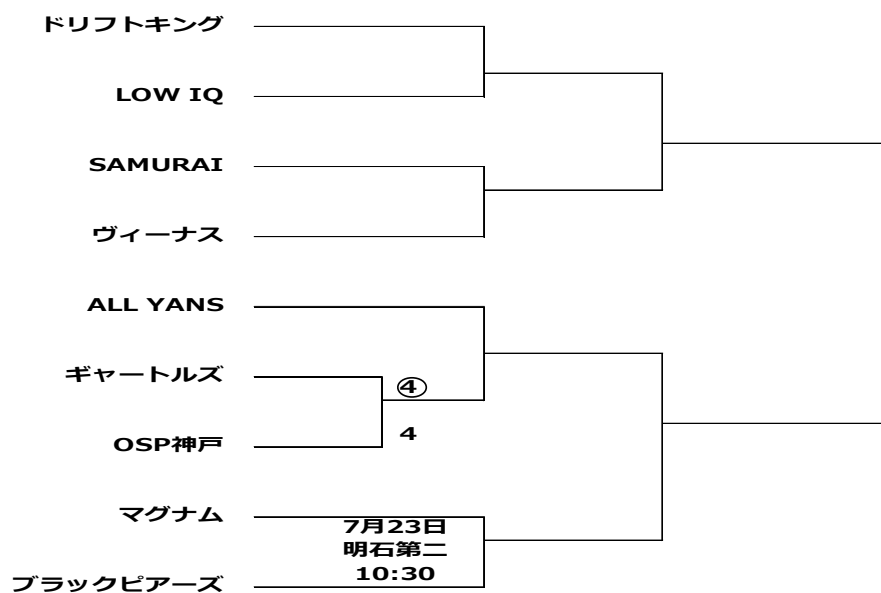 ドリフトキング
LOW IQ
SAMURAI
ヴィーナス
ALL YANS
ギャートルズ
④
OSP神戸
4
マグナム
7月23日
明石第二
10:30
ブラックピアーズ